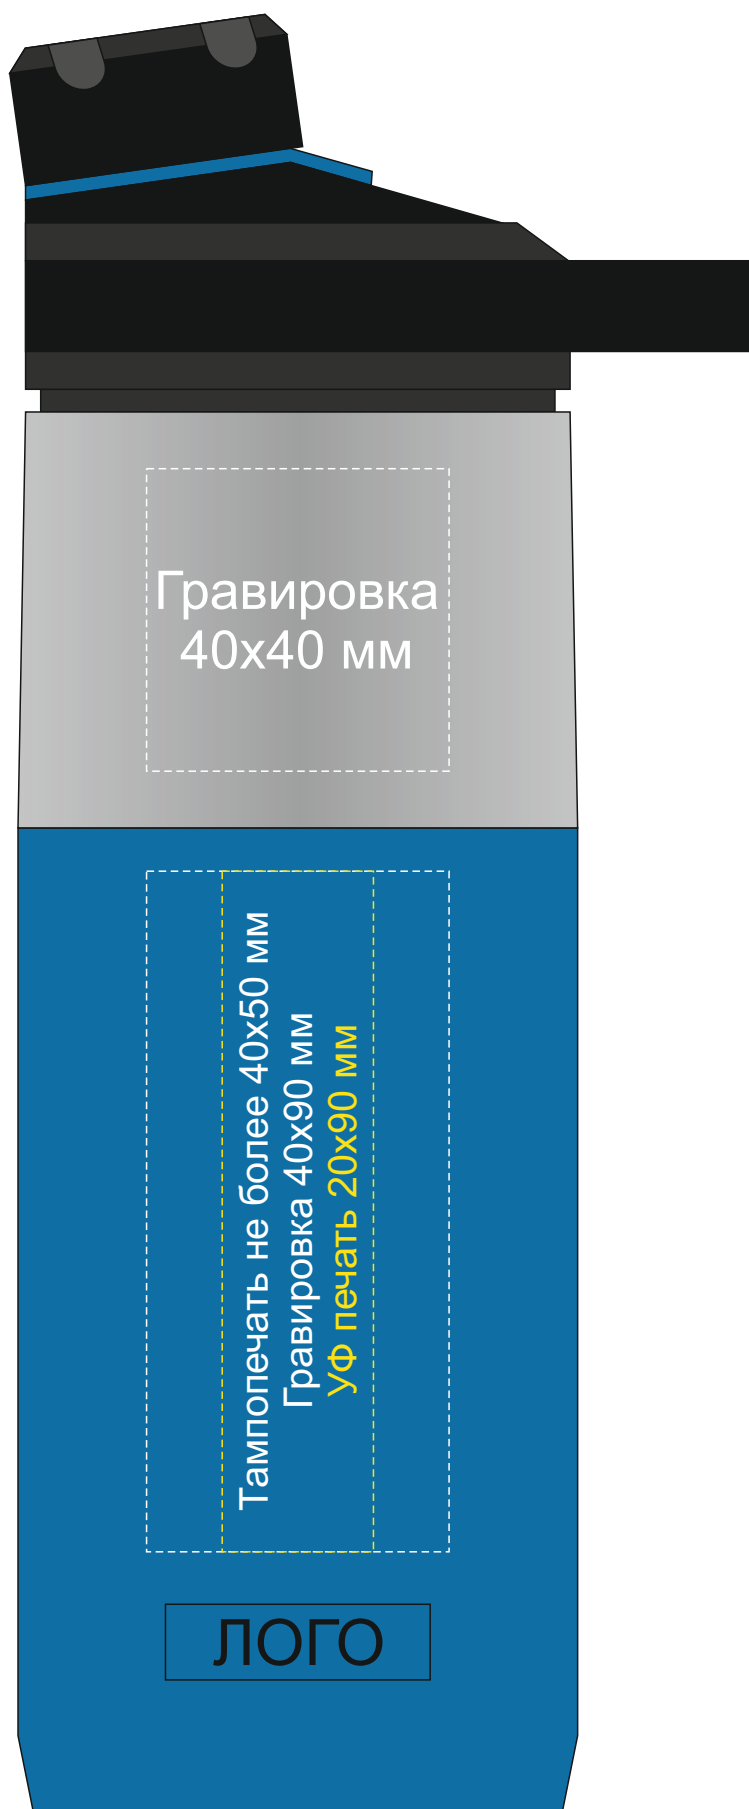 Гравировка
40х40 мм
Тампопечать не более 40х50 мм
Гравировка 40х90 мм
УФ печать 20х90 мм
ЛОГО